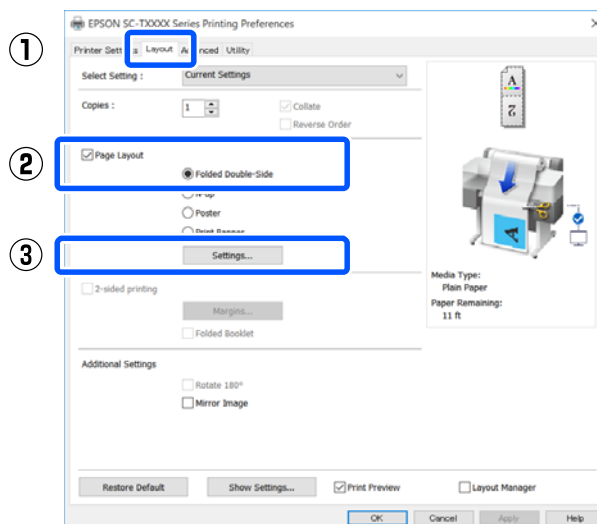 EPSON SC-TXXXX Series Printing Preferences
1
Layout
Utility
Select Setting :
Current Settings
Copies :
1
Collate
Reverse Order
2
Page Layout
Folded Double-Side
Poster
Print Banner
3
Settings...
2-sided printing
Margins...
Folded Booklet
Additional Settings
Rotate 180°
Mirror Image
A
2
A
Media Type:
Plain Paper
Paper Remaining:
11 ft
Restore Default
Show Settings...
Print Preview
Layout Manager
OK
Cancel
Apply
Help